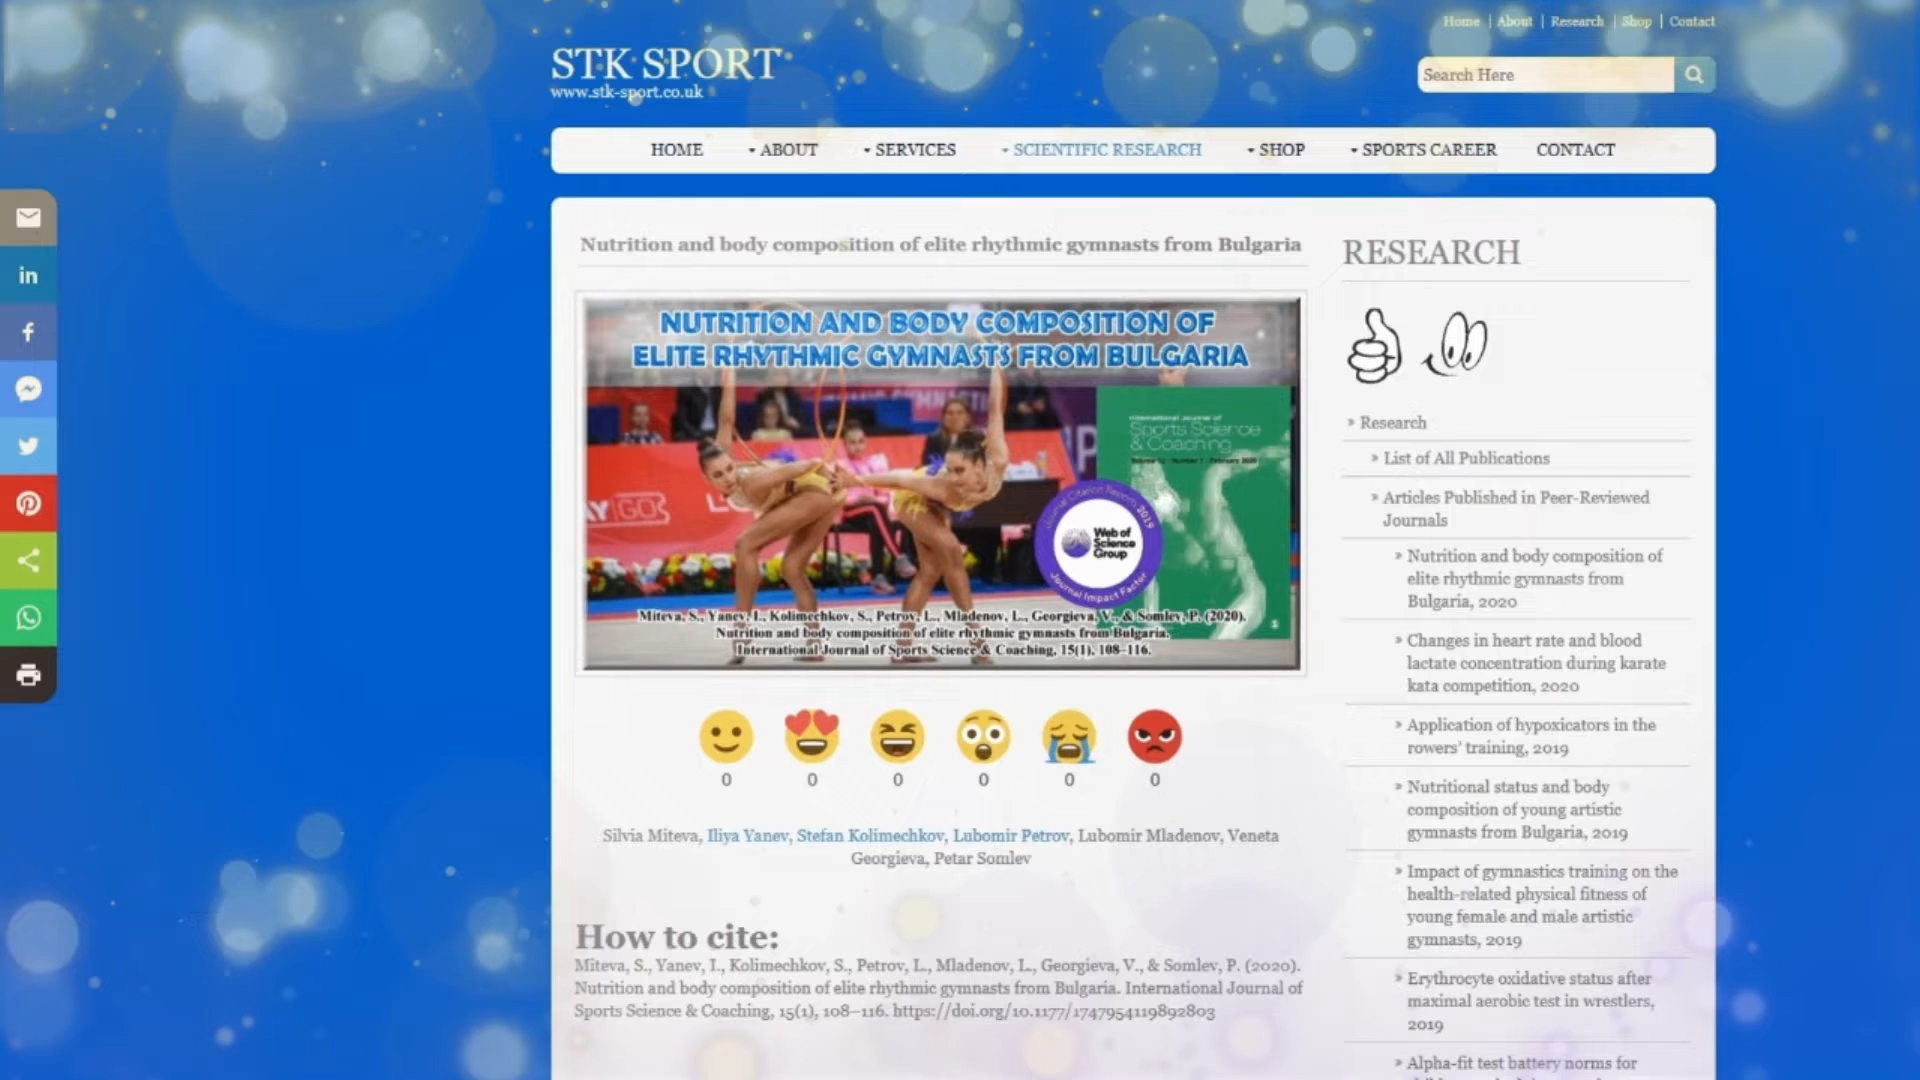 Home | About | Research | Shop | Contact
STK SPORT
www.stk-sport.co.uk
Search Here
HOME
ABOUT
SERVICES
SCIENTIFIC RESEARCH
SHOP
SPORTS CAREER
CONTACT
Nutrition and body composition of elite rhythmic gymnasts from Bulgaria
NUTRITION AND BODY COMPOSITION OF
ELITE RHYTHMIC GYMNASTS FROM BULGARIA
International Journal of
Sports Science
& Coaching
Journal Citation Reports 2019
Web of
Science
Group
Journal Impact Factor
Miteva, S., Yanev, I., Kolimechkov, S., Petrov, L., Mladenov, L., Georgieva, V., & Somlev, P. (2020).
Nutrition and body composition of elite rhythmic gymnasts from Bulgaria.
International Journal of Sports Science & Coaching, 15(1), 108–116.
0 0 0 0 0 0
Silvia Miteva, Iliya Yanev, Stefan Kolimechkov, Lubomir Petrov, Lubomir Mladenov, Veneta
Georgieva, Petar Somlev
How to cite:
Miteva, S., Yanev, I., Kolimechkov, S., Petrov, L., Mladenov, L., Georgieva, V., & Somlev, P. (2020).
Nutrition and body composition of elite rhythmic gymnasts from Bulgaria. International Journal of
Sports Science & Coaching, 15(1), 108–116. https://doi.org/10.1177/1747954119892803
RESEARCH
» Research
» List of All Publications
» Articles Published in Peer-Reviewed
Journals
» Nutrition and body composition of
elite rhythmic gymnasts from
Bulgaria, 2020
» Changes in heart rate and blood
lactate concentration during karate
kata competition, 2020
» Application of hypoxicators in the
rowers' training, 2019
» Nutritional status and body
composition of young artistic
gymnasts from Bulgaria, 2019
» Impact of gymnastics training on the
health-related physical fitness of
young female and male artistic
gymnasts, 2019
» Erythrocyte oxidative status after
maximal aerobic test in wrestlers,
2019
» Alpha-fit test battery norms for